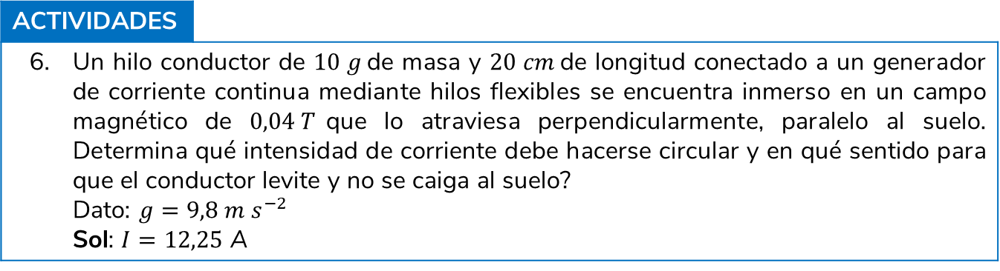 ACTIVIDADES
6. Un hilo conductor de 10 g de masa y 20 cm de longitud conectado a un generador
de corriente continua mediante hilos flexibles se encuentra inmerso en un campo
magnético de 0,04 T que lo atraviesa perpendicularmente, paralelo al suelo.
Determina qué intensidad de corriente debe hacerse circular y en qué sentido para
que el conductor levite y no se caiga al suelo?
Dato: g = 9,8 m s⁻²
Sol: I = 12,25 A